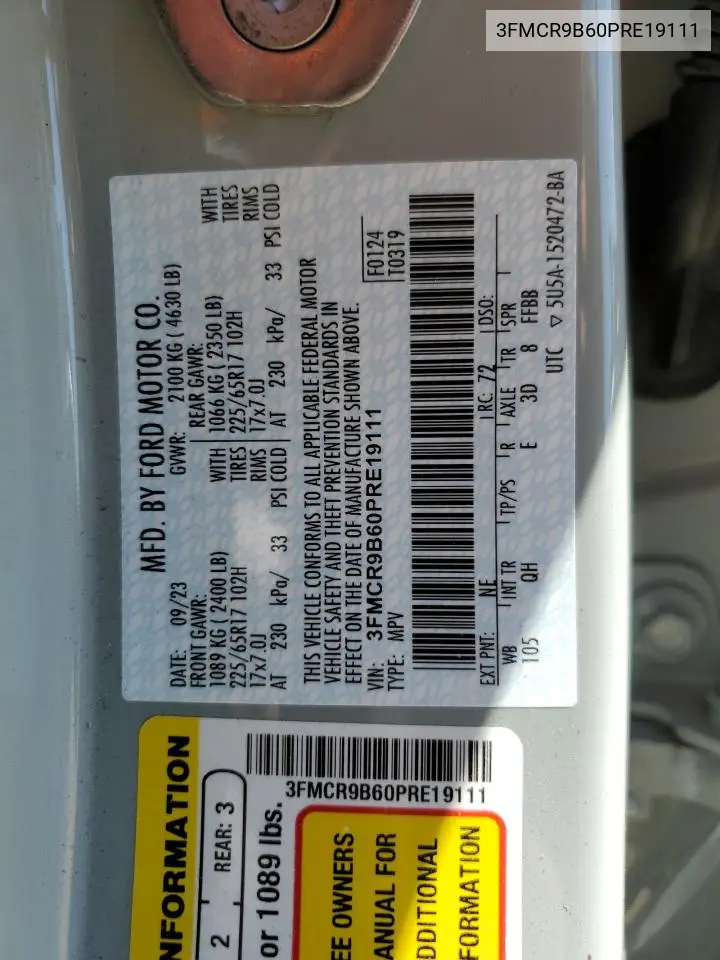 3FMCR9B60PRE19111
MFD. BY FORD MOTOR CO.
DATE: 09/23 GVWR: 2100 KG ( 4630 LB)
FRONT GAWR: REAR GAWR:
1089 KG ( 2400 LB) WITH 1066 KG ( 2350 LB) WITH
225/65R17 102H TIRES 225/65R17 102H TIRES
17x7.0J RIMS 17x7.0J RIMS
AT 230 kPa/ 33 PSI COLD AT 230 kPa/ 33 PSI COLD
THIS VEHICLE CONFORMS TO ALL APPLICABLE FEDERAL MOTOR
VEHICLE SAFETY AND THEFT PREVENTION STANDARDS IN
EFFECT ON THE DATE OF MANUFACTURE SHOWN ABOVE.
VIN: 3FMCR9B60PRE19111 F0124
TYPE: MPV T0319
EXT PNT: NE RC: 72 DSO:
WB INT TR TP/PS R AXLE TR SPR
105 QH E 3D 8 FFBB
UTC ▽ 5U5A-1520472-BA
NFORMATION
2 REAR: 3
or 1089 lbs.
3FMCR9B60PRE19111
EE OWNERS
ANUAL FOR
DDITIONAL
FORMATION